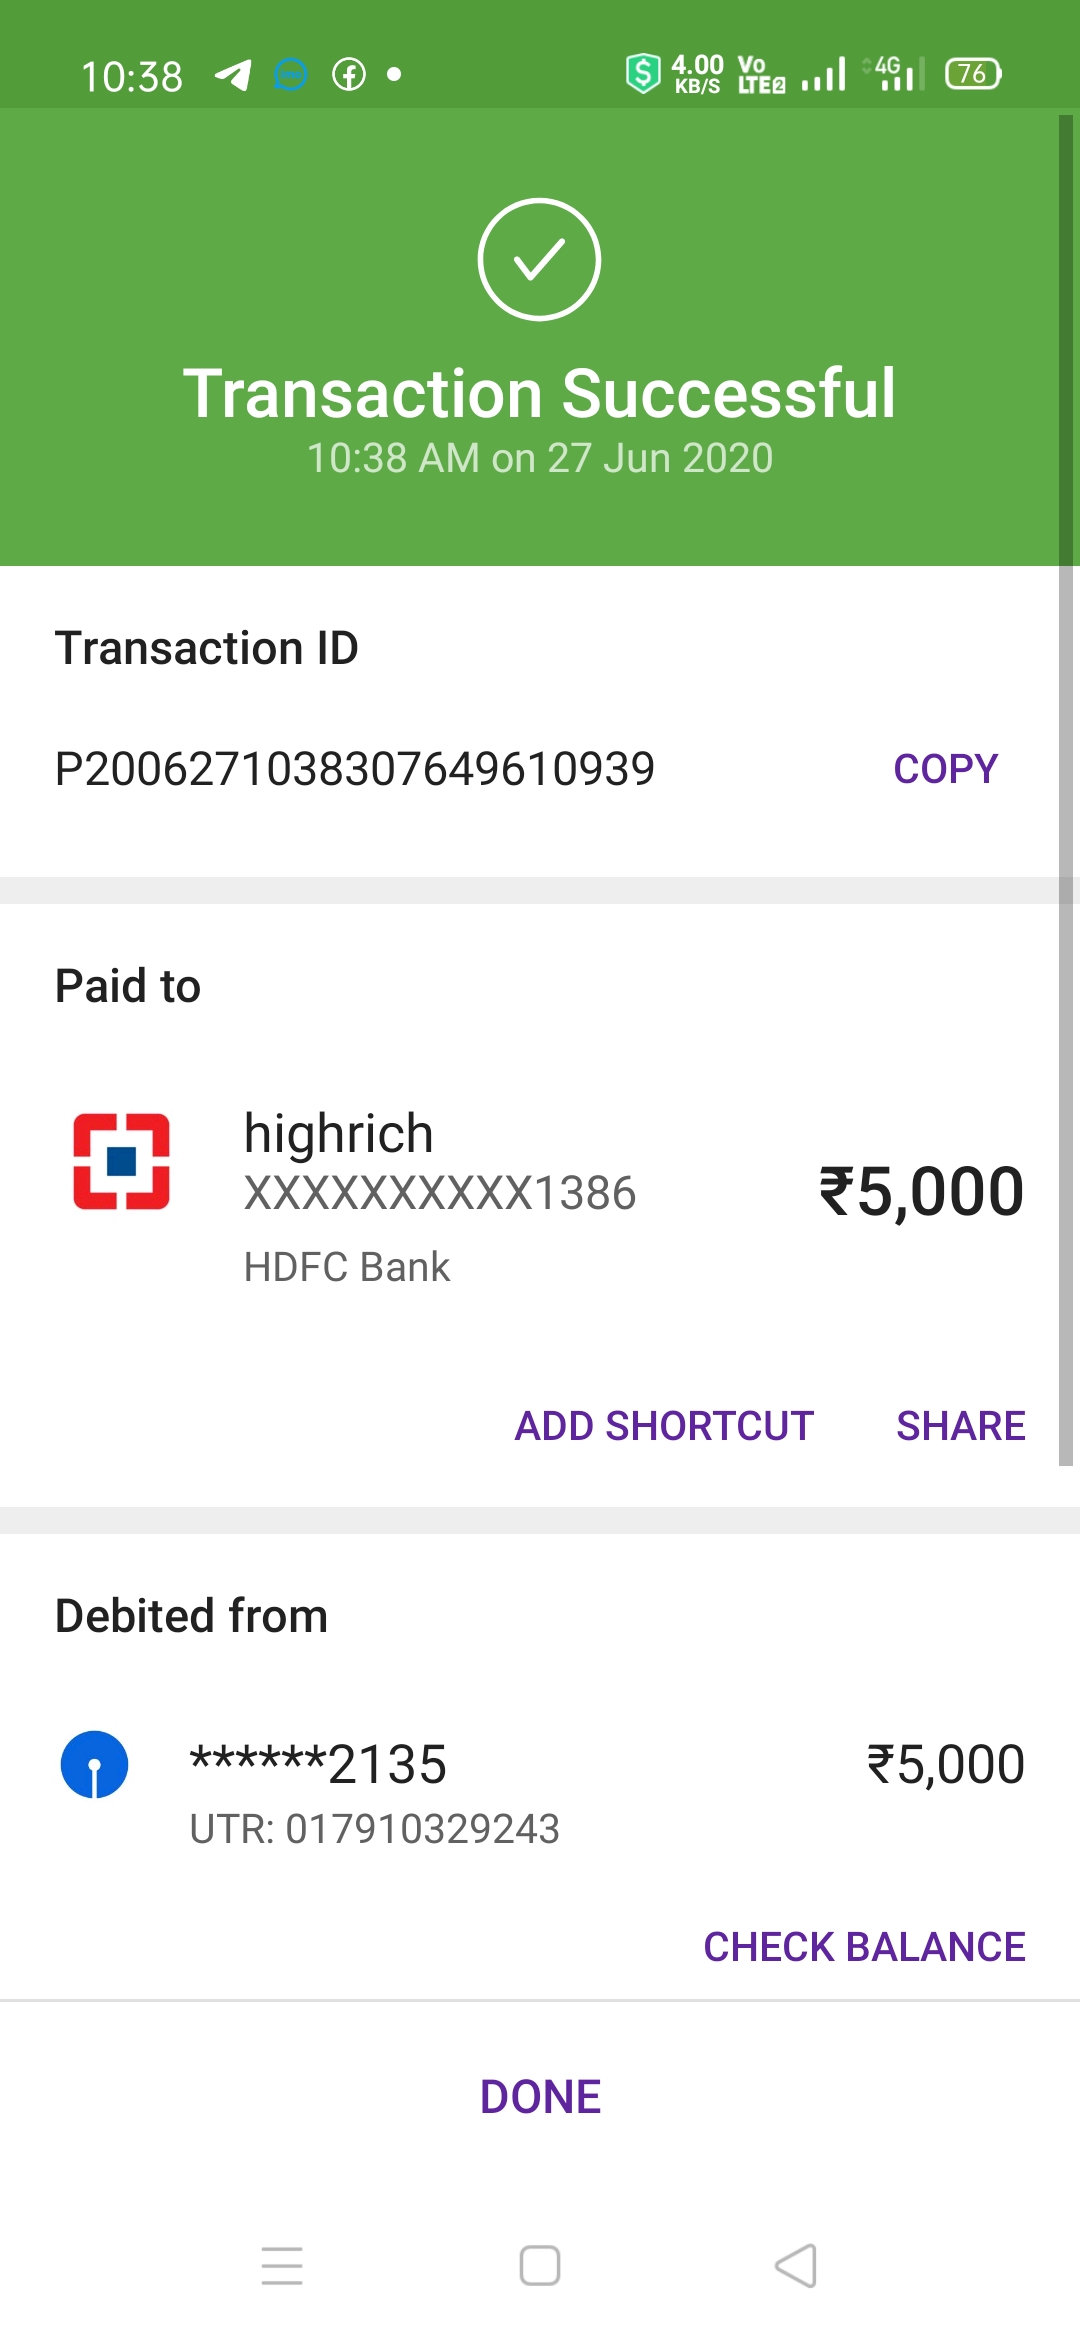 10:38
4.00 KB/S Vo LTE2 4G 76
Transaction Successful
10:38 AM on 27 Jun 2020
Transaction ID
P2006271038307649610939
COPY
Paid to
highrich
XXXXXXXXXX1386
₹5,000
HDFC Bank
ADD SHORTCUT SHARE
Debited from
******2135
₹5,000
UTR: 017910329243
CHECK BALANCE
DONE